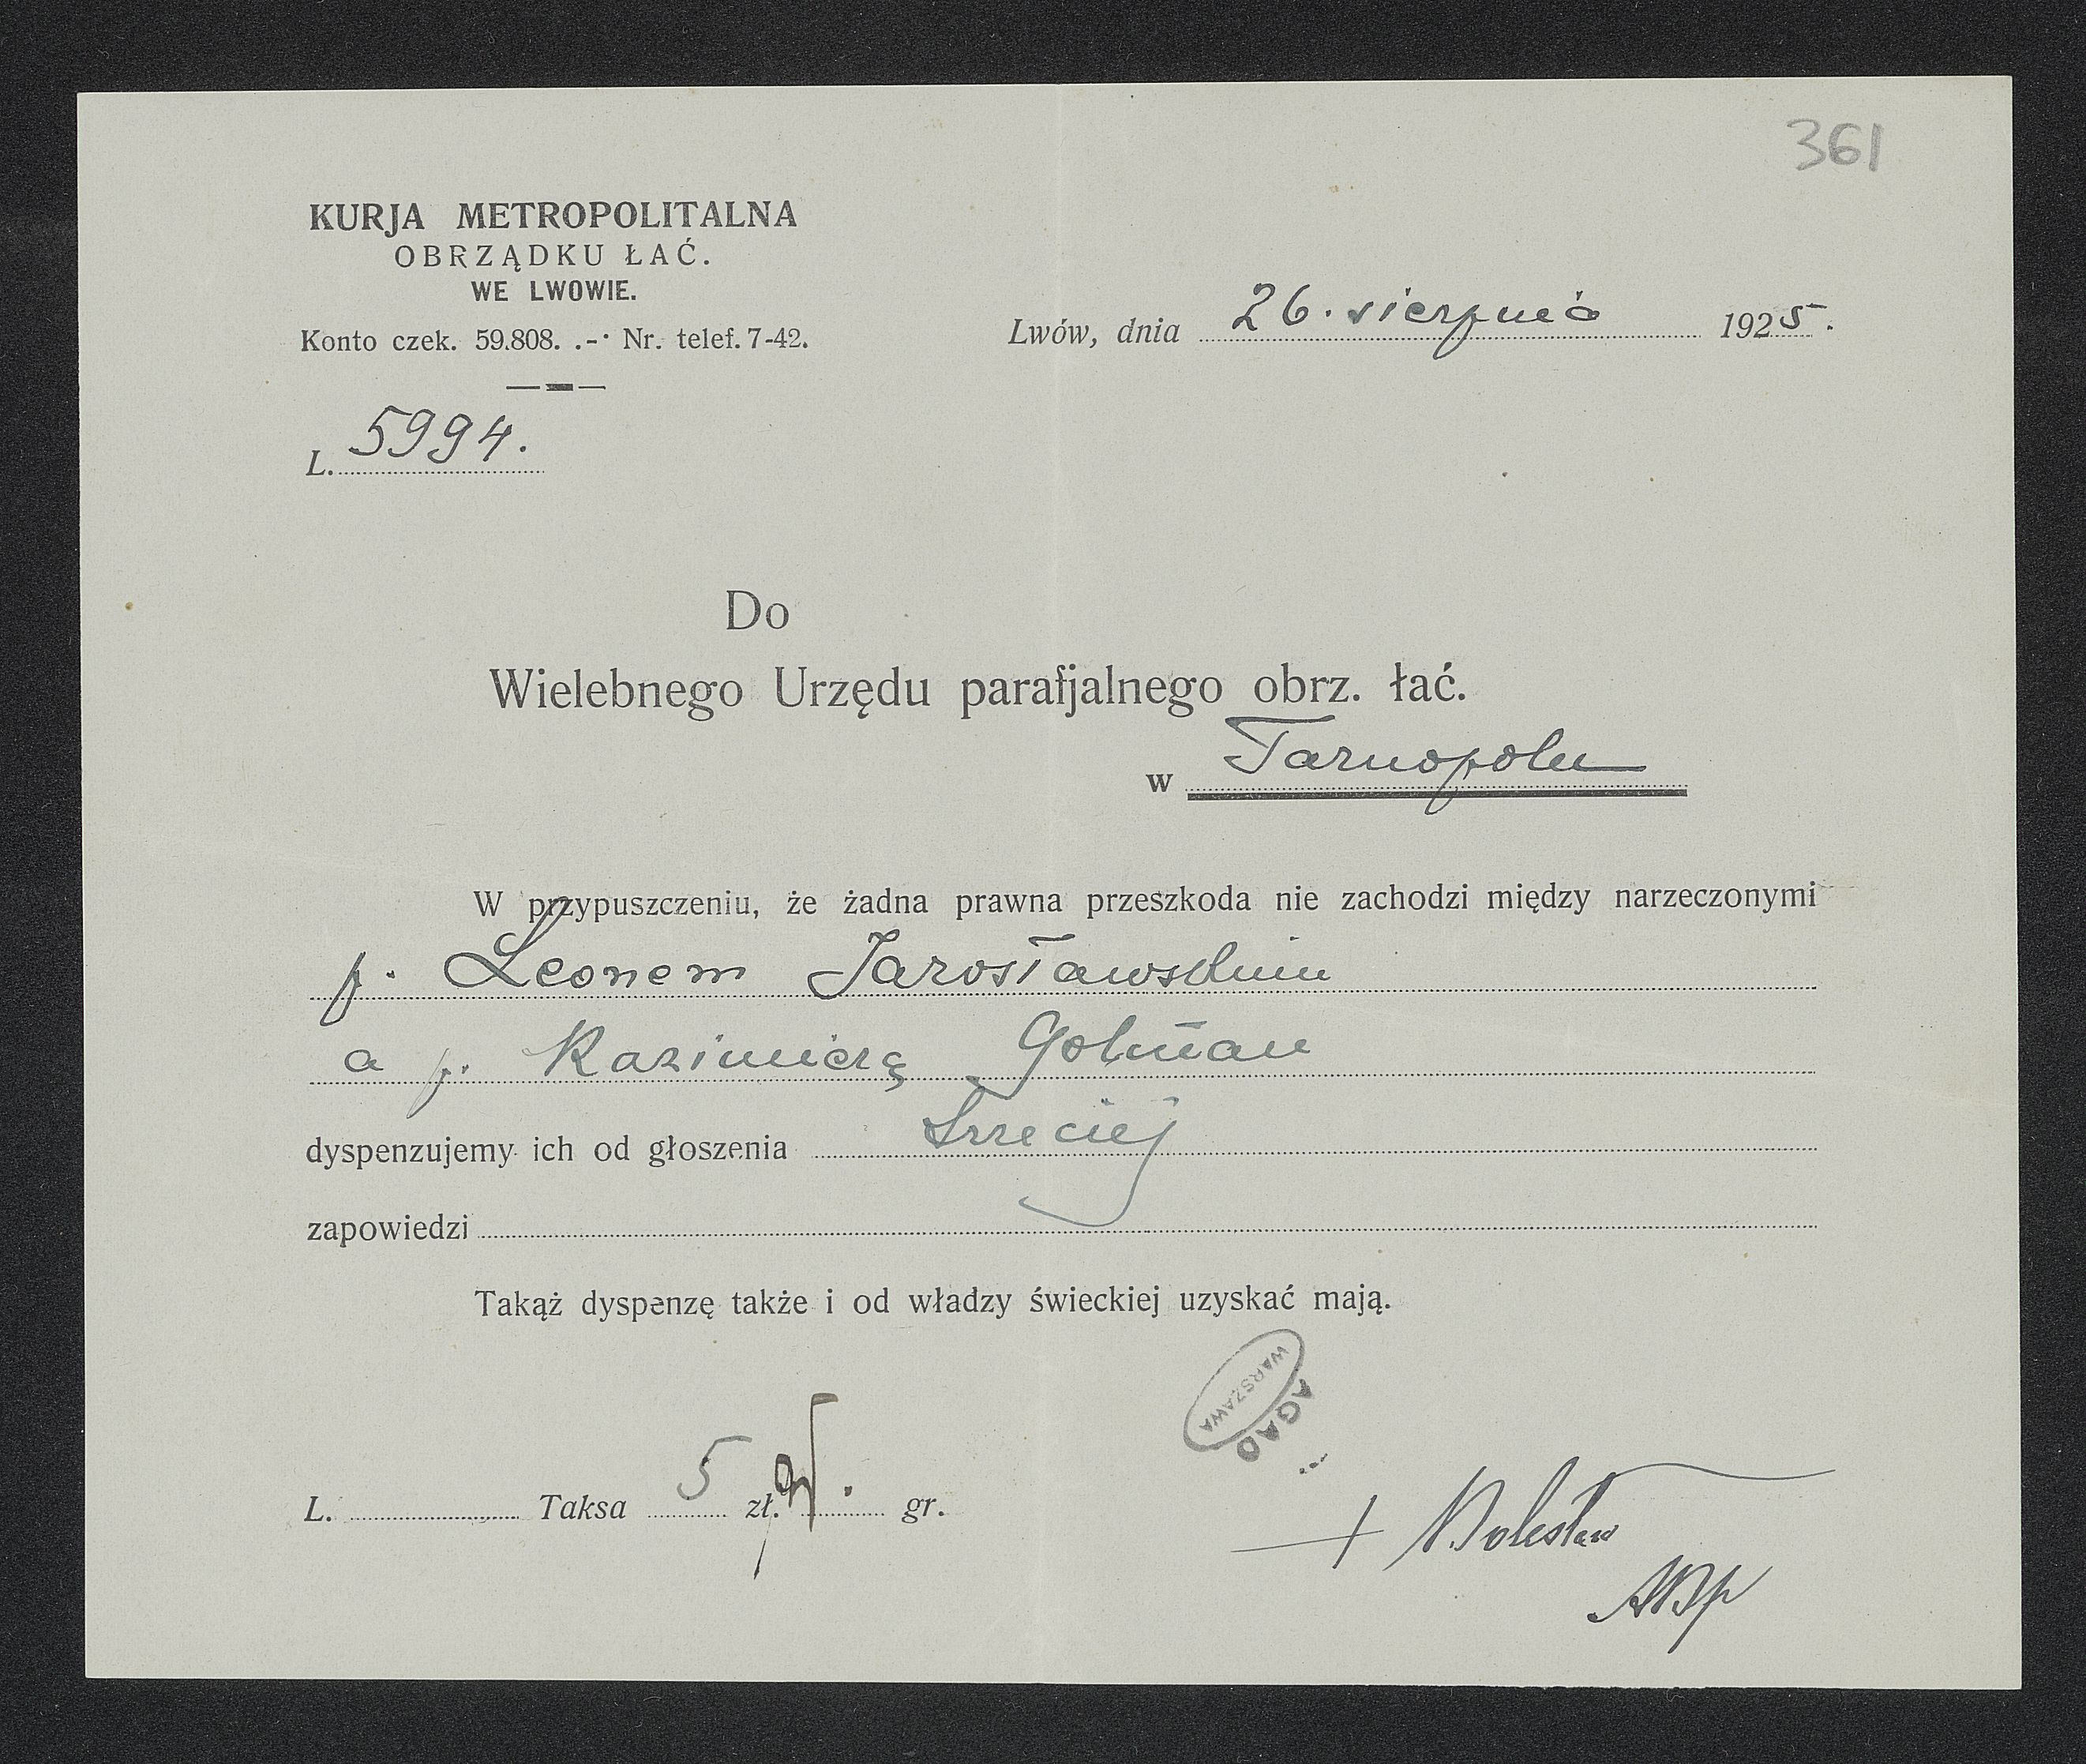 361
KURJA METROPOLITALNA
OBRZĄDKU ŁAĆ.
WE LWOWIE.
Konto czek. 59.808. .-· Nr. telef. 7-42.
Lwów, dnia 26. sierpnia 1925.
L. 5994.
Do
Wielebnego Urzędu parafjalnego obrz. łać.
w Tarnopolu
W przypuszczeniu, że żadna prawna przeszkoda nie zachodzi między narzeczonymi
p. Leonem Jarosławskim
a p. Kazimierą
dyspenzujemy ich od głoszenia trzeciej
zapowiedzi
Takąż dyspenzę także i od władzy świeckiej uzyskać mają.
AGAD
WARSZAWA
L. Taksa 5 zł. gr.
+ Bolesław
ABp